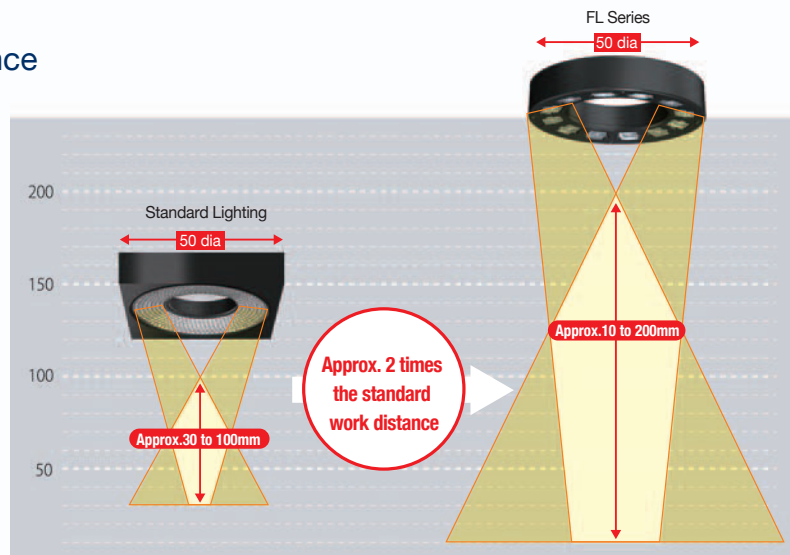 FL Series
50 dia
200
Standard Lighting
50 dia
150
Approx.10 to 200mm
Approx. 2 times
the standard
work distance
100
Approx.30 to 100mm
50